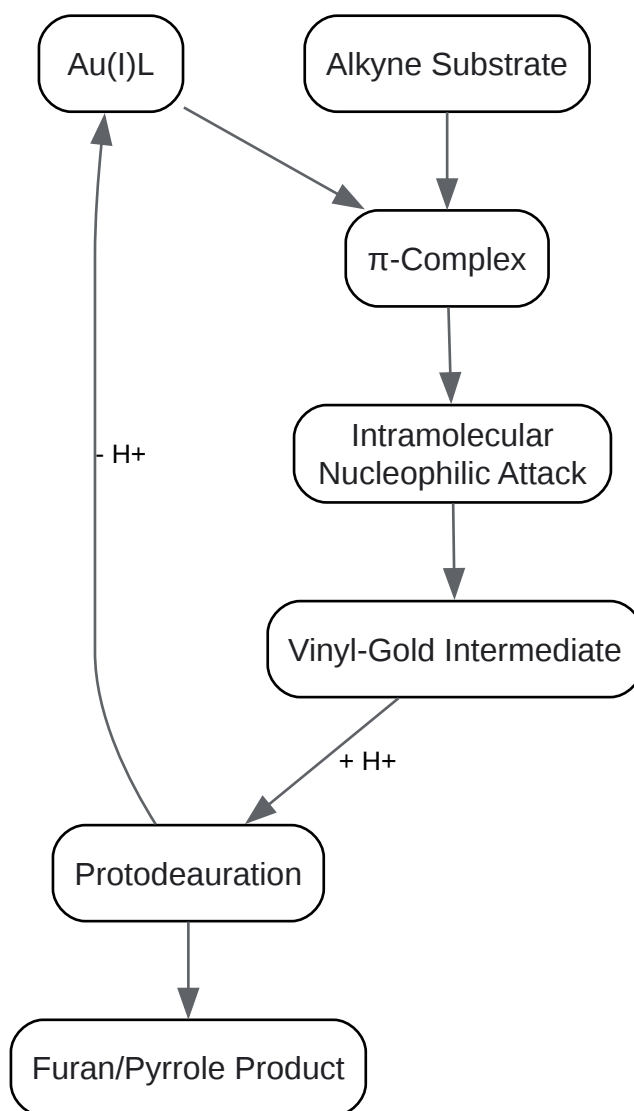 Au(I)L
Alkyne Substrate
π-Complex
Intramolecular
Nucleophilic Attack
- H+
Vinyl-Gold Intermediate
+ H+
Protodeauration
Furan/Pyrrole Product